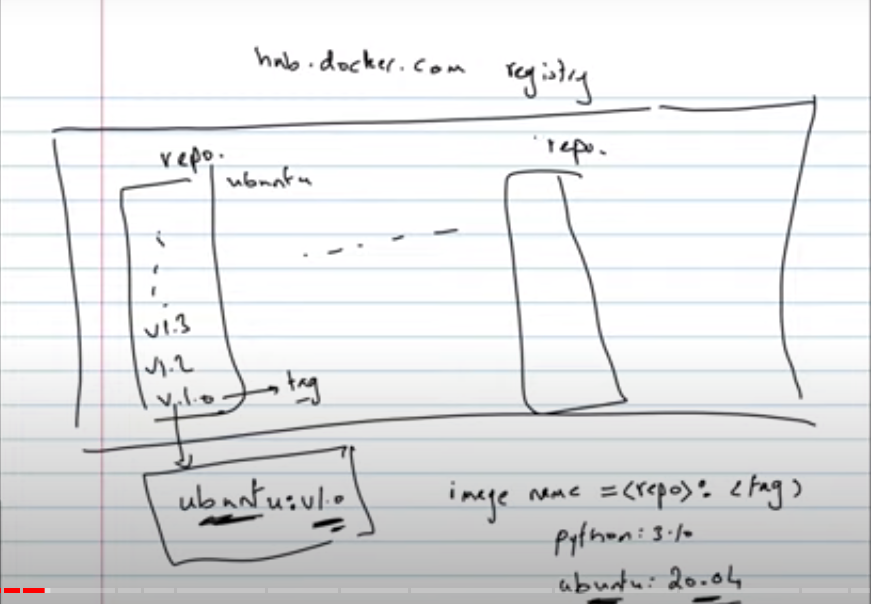 hub.docker.com registry
repo.
repo.
ubuntu
v1.3
v1.2
v.1.0
tag
ubuntu:v1.0
image name = <repo>: <tag>
python: 3.10
ubuntu: 20.04